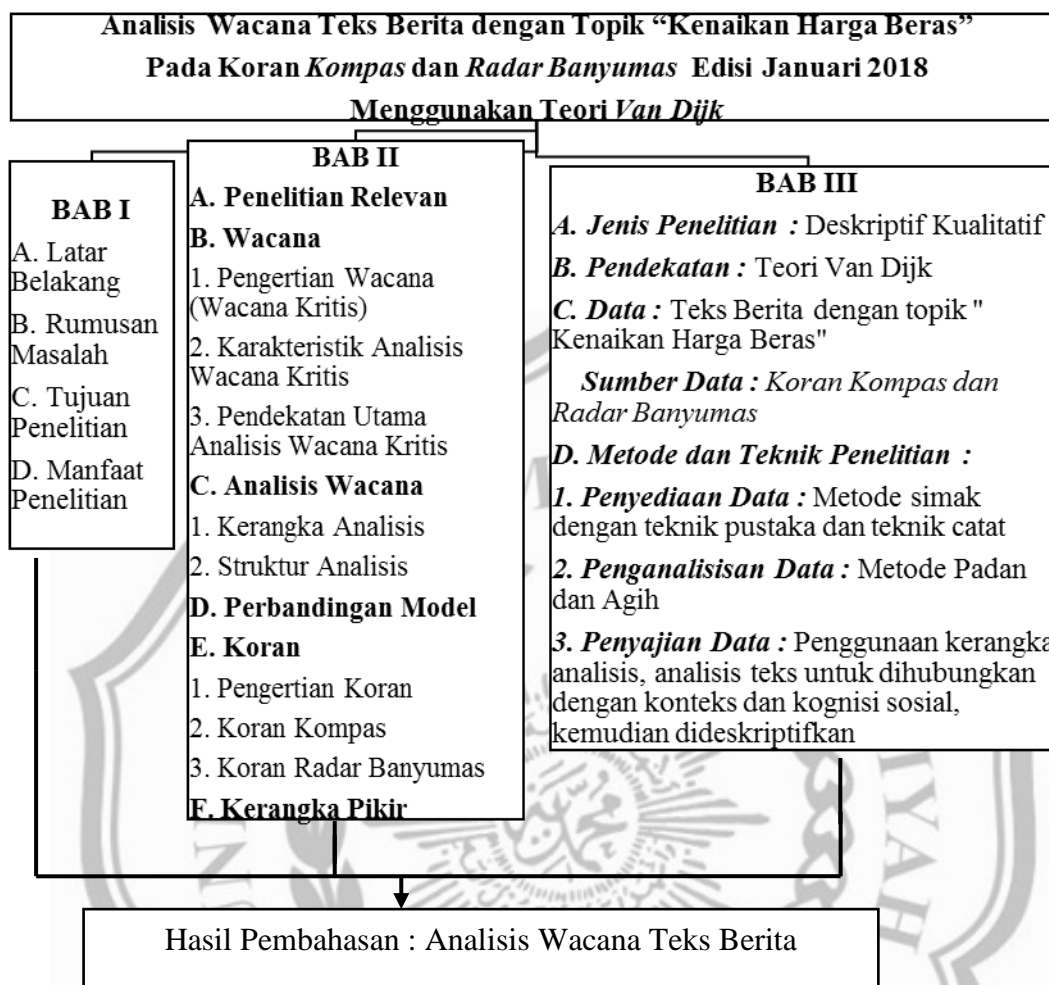 Analisis Wacana Teks Berita dengan Topik “Kenaikan Harga Beras”
Pada Koran Kompas dan Radar Banyumas Edisi Januari 2018
Menggunakan Teori Van Dijk
BAB I
A. Latar
Belakang
B. Rumusan
Masalah
C. Tujuan
Penelitian
D. Manfaat
Penelitian
BAB II
A. Penelitian Relevan
B. Wacana
1. Pengertian Wacana
(Wacana Kritis)
2. Karakteristik Analisis
Wacana Kritis
3. Pendekatan Utama
Analisis Wacana Kritis
C. Analisis Wacana
1. Kerangka Analisis
2. Struktur Analisis
D. Perbandingan Model
E. Koran
1. Pengertian Koran
2. Koran Kompas
3. Koran Radar Banyumas
F. Kerangka Pikir
BAB III
A. Jenis Penelitian : Deskriptif Kualitatif
B. Pendekatan : Teori Van Dijk
C. Data : Teks Berita dengan topik "
Kenaikan Harga Beras"
Sumber Data : Koran Kompas dan
Radar Banyumas
D. Metode dan Teknik Penelitian :
1. Penyediaan Data : Metode simak
dengan teknik pustaka dan teknik catat
2. Penganalisisan Data : Metode Padan
dan Agih
3. Penyajian Data : Penggunaan kerangka
analisis, analisis teks untuk dihubungkan
dengan konteks dan kognisi sosial,
kemudian dideskriptifkan
Hasil Pembahasan : Analisis Wacana Teks Berita